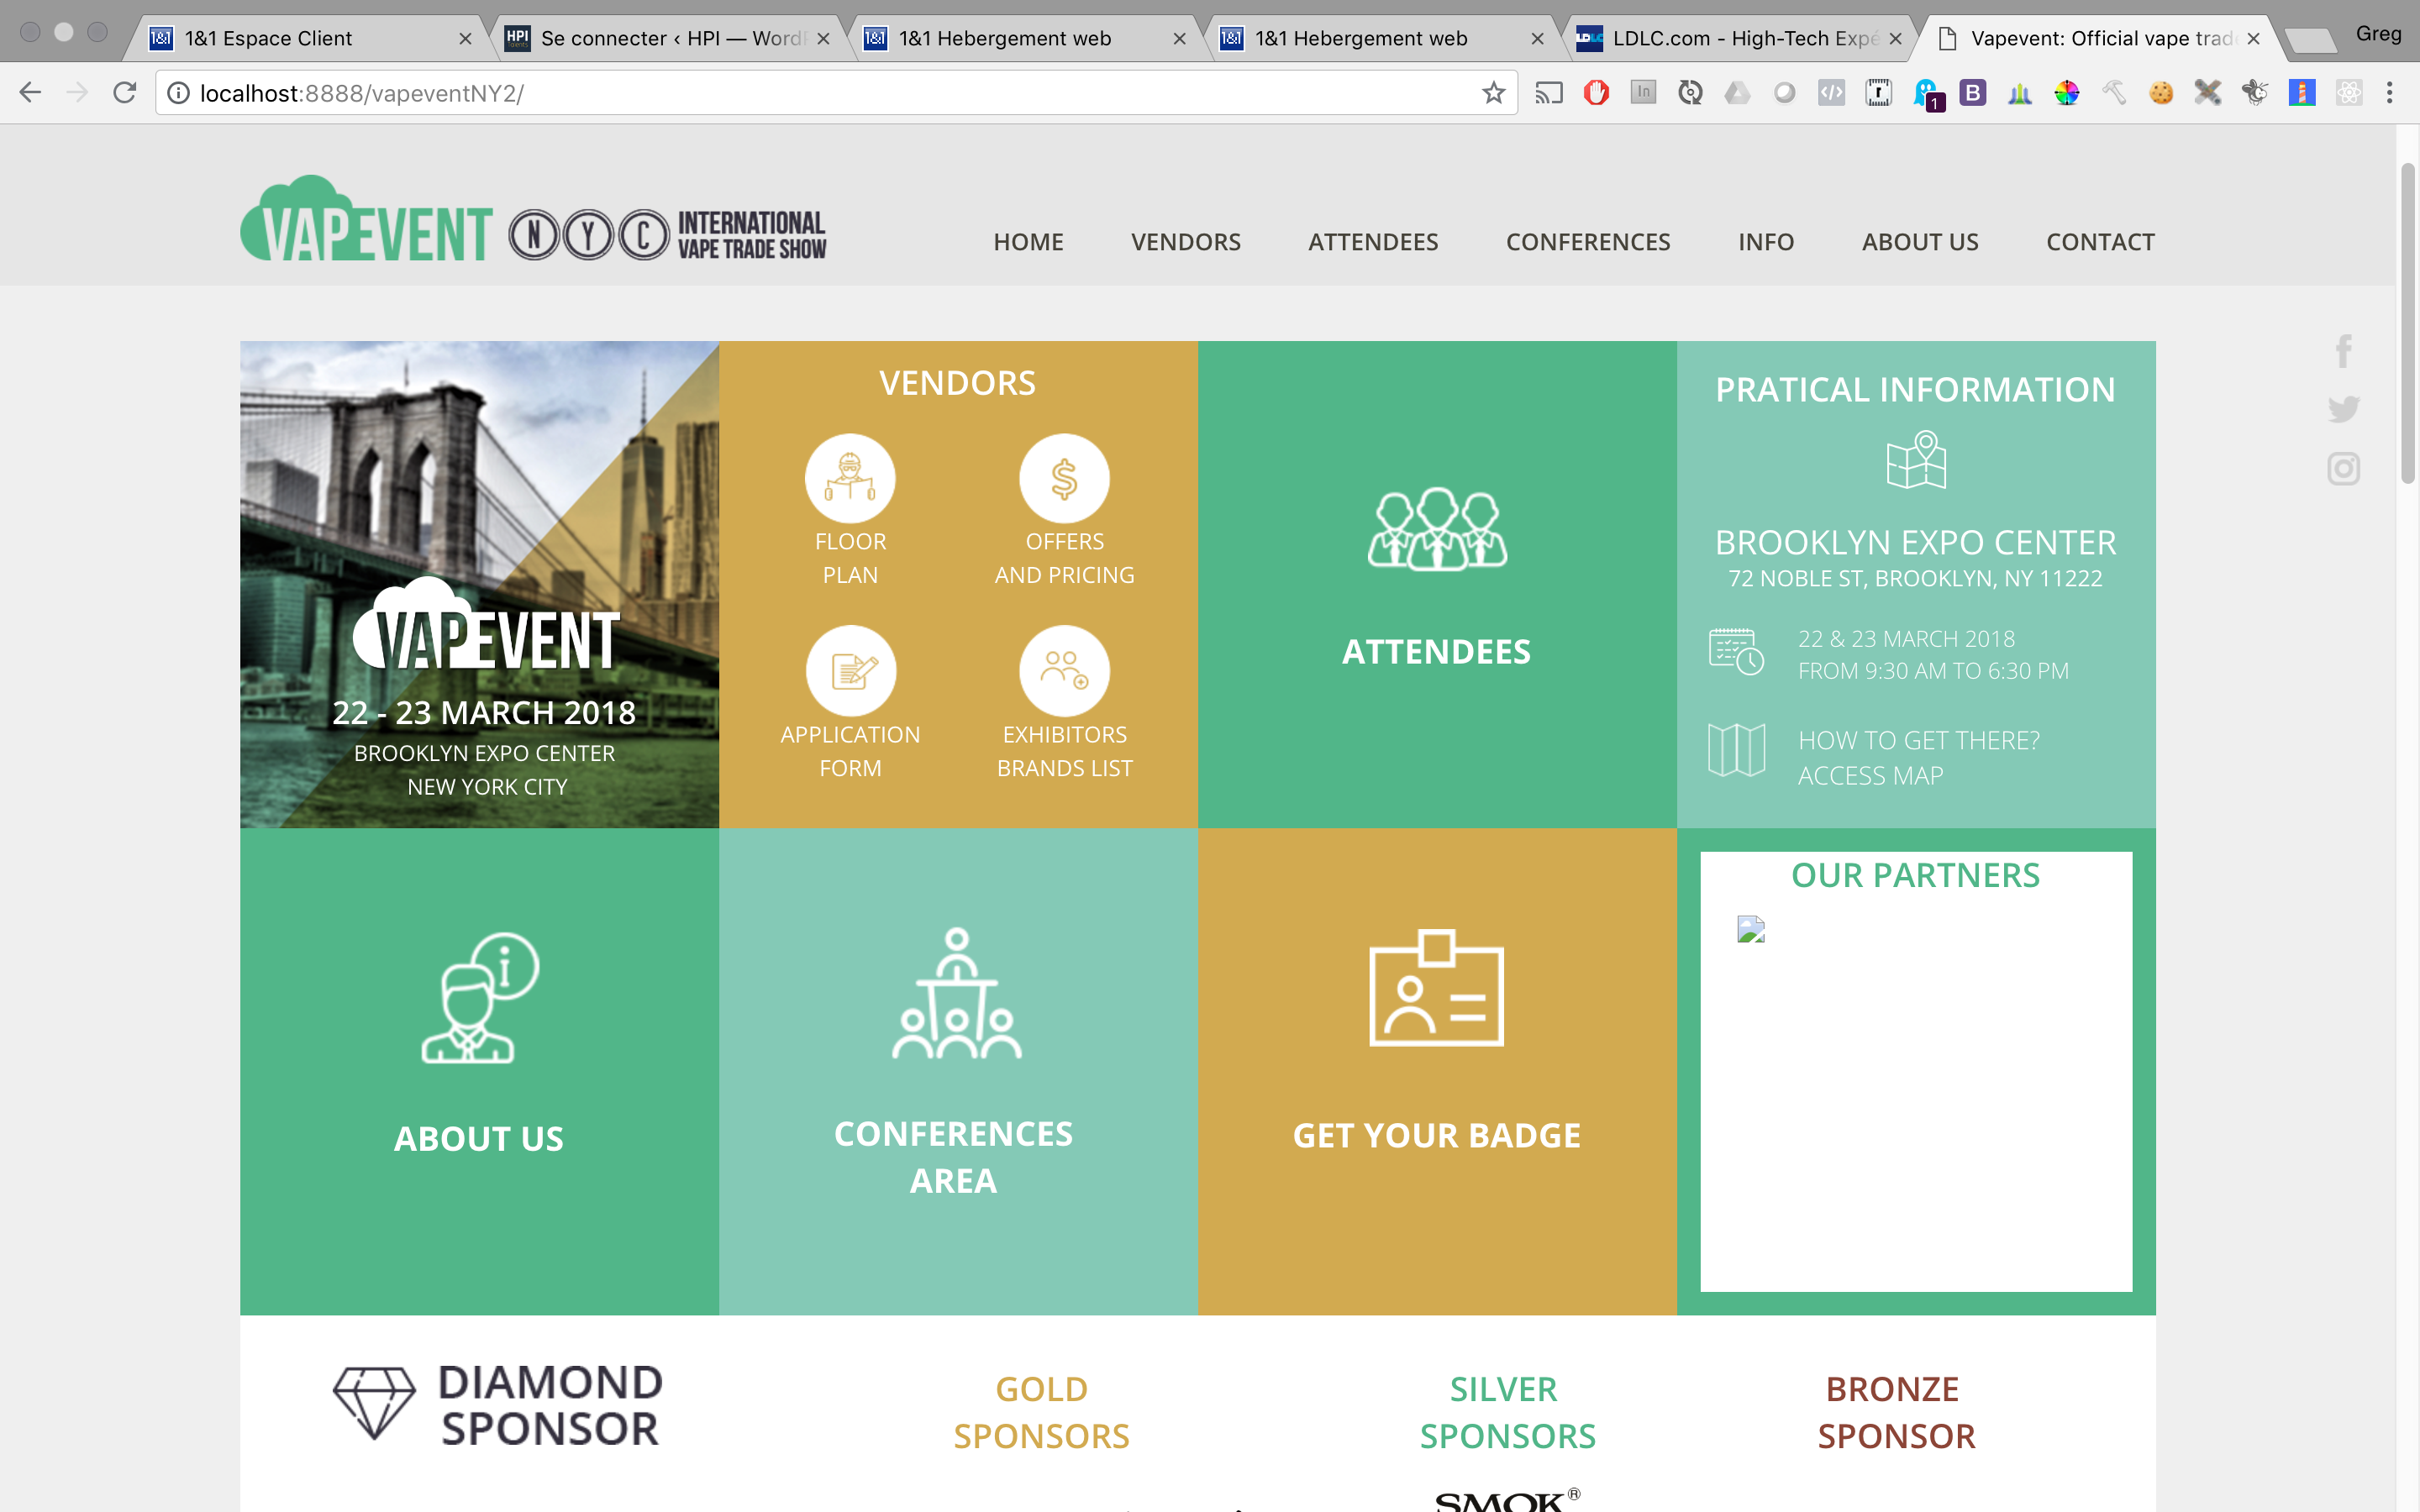 1&1 Espace Client
Se connecter ‹ HPI — WordP
1&1 Hebergement web
1&1 Hebergement web
LDLC.com - High-Tech Expé
Vapevent: Official vape trad
Greg
localhost:8888/vapeventNY2/
1
VAPEVENT NYC INTERNATIONAL
VAPE TRADE SHOW
HOME VENDORS ATTENDEES CONFERENCES INFO ABOUT US CONTACT
VAPEVENT
22 - 23 MARCH 2018
BROOKLYN EXPO CENTER
NEW YORK CITY
VENDORS
FLOOR
PLAN
OFFERS
AND PRICING
APPLICATION
FORM
EXHIBITORS
BRANDS LIST
ATTENDEES
PRATICAL INFORMATION
BROOKLYN EXPO CENTER
72 NOBLE ST, BROOKLYN, NY 11222
22 & 23 MARCH 2018
FROM 9:30 AM TO 6:30 PM
HOW TO GET THERE?
ACCESS MAP
ABOUT US
CONFERENCES
AREA
GET YOUR BADGE
OUR PARTNERS
DIAMOND
SPONSOR
GOLD
SPONSORS
SILVER
SPONSORS
BRONZE
SPONSOR
SMOK®